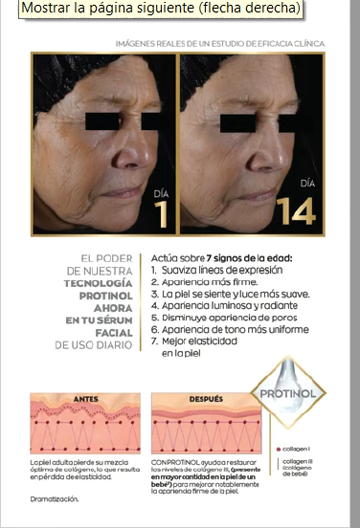 Mostrar la página siguiente (flecha derecha)
IMÁGENES REALES DE UN ESTUDIO DE EFICACIA CLÍNICA
DÍA
1
DÍA
14
EL PODER
DE NUESTRA
TECNOLOGÍA
PROTINOL
AHORA
EN TU SÉRUM
FACIAL
DE USO DIARIO
Actúa sobre 7 signos de la edad:
1. Suaviza líneas de expresión
2. Apariencia más firme.
3. La piel se siente y luce más suave.
4. Apariencia luminosa y radiante
5. Disminuye apariencia de poros
6. Apariencia de tono más uniforme
7. Mejor elasticidad
en la piel
PROTINOL
ANTES
DESPUÉS
colágeno I
colágeno III
(colágeno
de bebé)
La piel adulta pierde su mezcla
óptima de colágeno, lo que resulta
en pérdida de elasticidad.
CON PROTINOL ayuda a restaurar
los niveles de colágeno III, (presente
en mayor cantidad en la piel de un
bebé) para mejorar notablemente
la apariencia firme de la piel.
Dramatización.